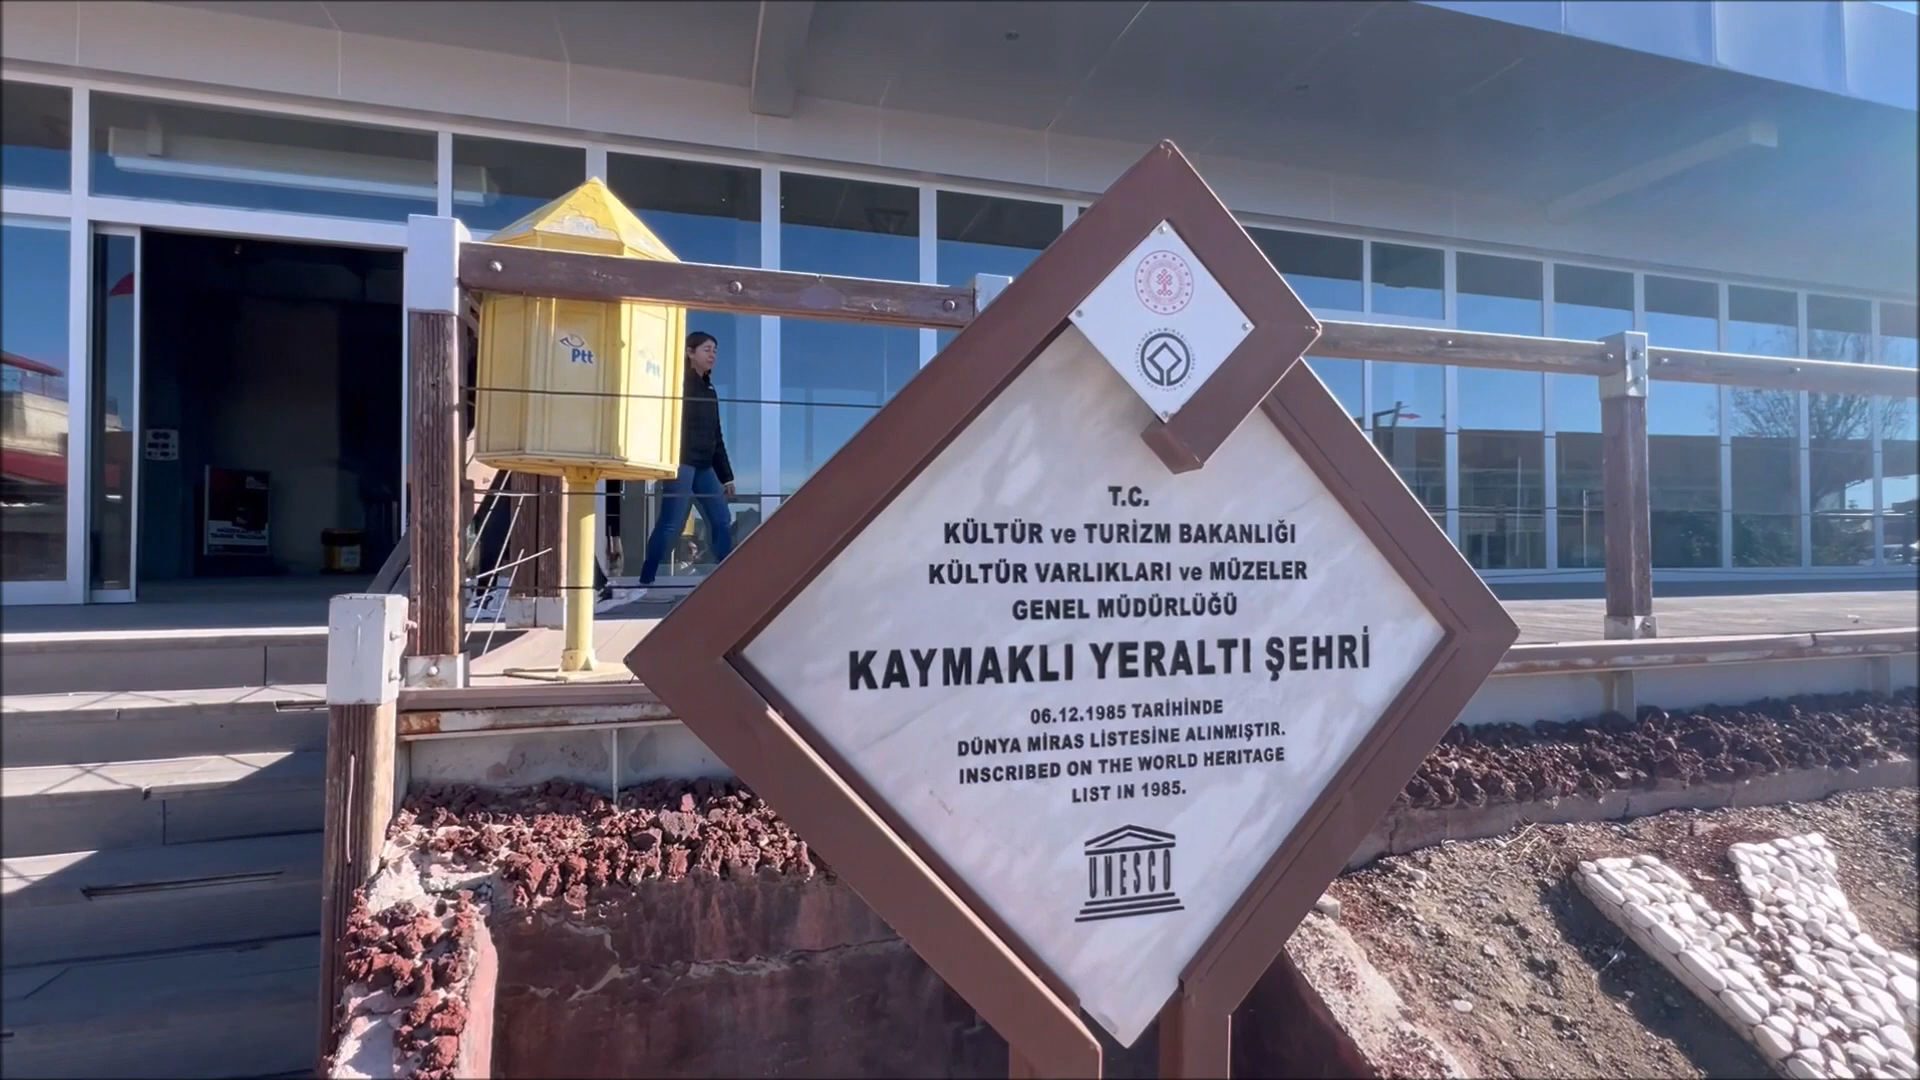 Ptt
Ptt
T.C.
KÜLTÜR ve TURİZM BAKANLIĞI
KÜLTÜR VARLIKLARI ve MÜZELER
GENEL MÜDÜRLÜĞÜ
KAYMAKLI YERALTI ŞEHRİ
06.12.1985 TARİHİNDE
DÜNYA MİRAS LİSTESİNE ALINMIŞTIR.
INSCRIBED ON THE WORLD HERITAGE
LIST IN 1985.
UNESCO